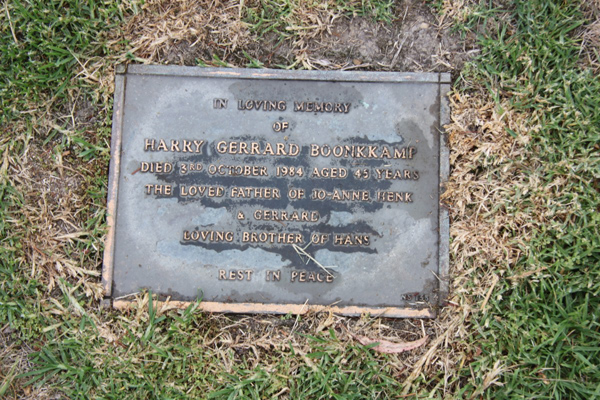 IN LOVING MEMORY
OF
HARRY GERRARD BOONKKAMP
DIED 3RD OCTOBER 1984 AGED 45 YEARS
THE LOVED FATHER OF JO-ANNE, HENK
& GERRARD
LOVING BROTHER OF HANS
REST IN PEACE